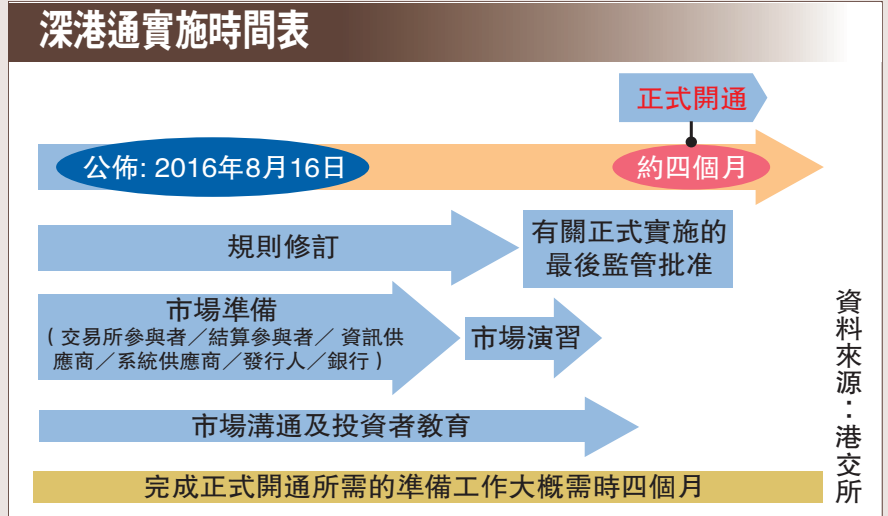 深港通實施時間表
正式開通
公佈: 2016年8月16日
約四個月
規則修訂
有關正式實施的
最後監管批准
市場準備
(交易所參與者／結算參與者／資訊供
應商／系統供應商／發行人／銀行)
市場演習
市場溝通及投資者教育
完成正式開通所需的準備工作大概需時四個月
資料來源：港交所